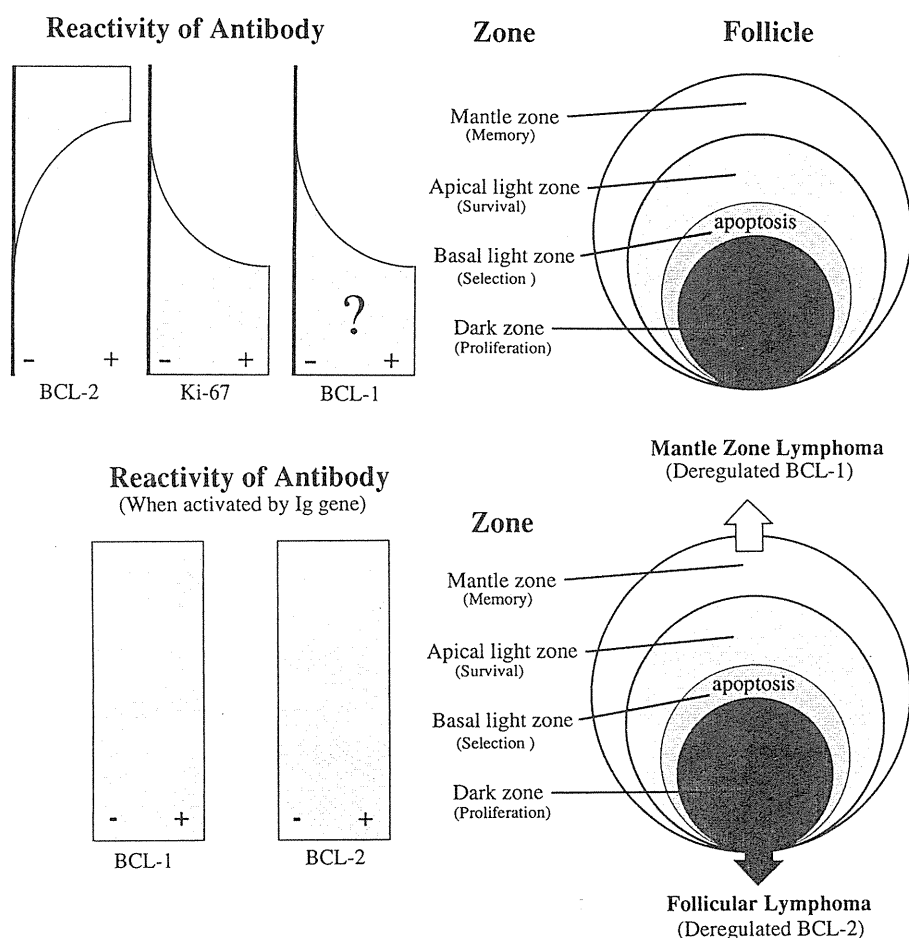 Reactivity of Antibody
Zone
Follicle
Mantle zone
(Memory)
Apical light zone
(Survival)
apoptosis
Basal light zone
(Selection )
?
Dark zone
(Proliferation)
- +
- +
- +
BCL-2
Ki-67
BCL-1
Reactivity of Antibody
(When activated by Ig gene)
Mantle Zone Lymphoma
(Deregulated BCL-1)
Zone
Mantle zone
(Memory)
Apical light zone
(Survival)
apoptosis
Basal light zone
(Selection )
Dark zone
(Proliferation)
- +
- +
BCL-1
BCL-2
Follicular Lymphoma
(Deregulated BCL-2)